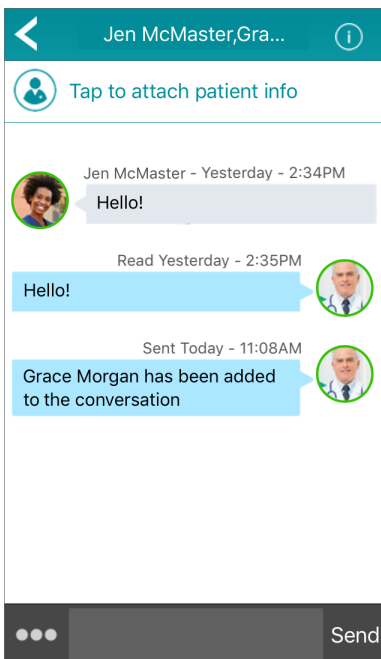 Jen McMaster,Gra...
Tap to attach patient info
Jen McMaster - Yesterday - 2:34PM
Hello!
Read Yesterday - 2:35PM
Hello!
Sent Today - 11:08AM
Grace Morgan has been added
to the conversation
Send